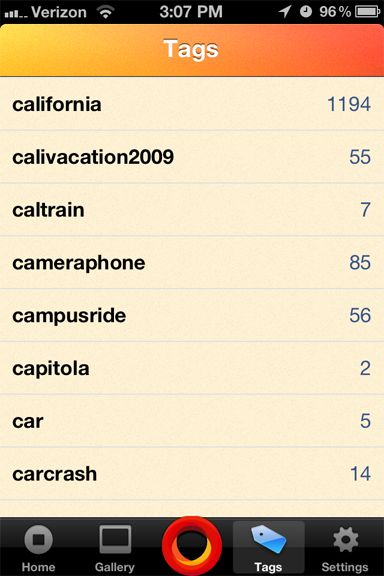 Verizon 3:07 PM 96%
Tags
california 1194
calivacation2009 55
caltrain 7
cameraphone 85
campusride 56
capitola 2
car 5
carcrash 14
Home Gallery Tags Settings